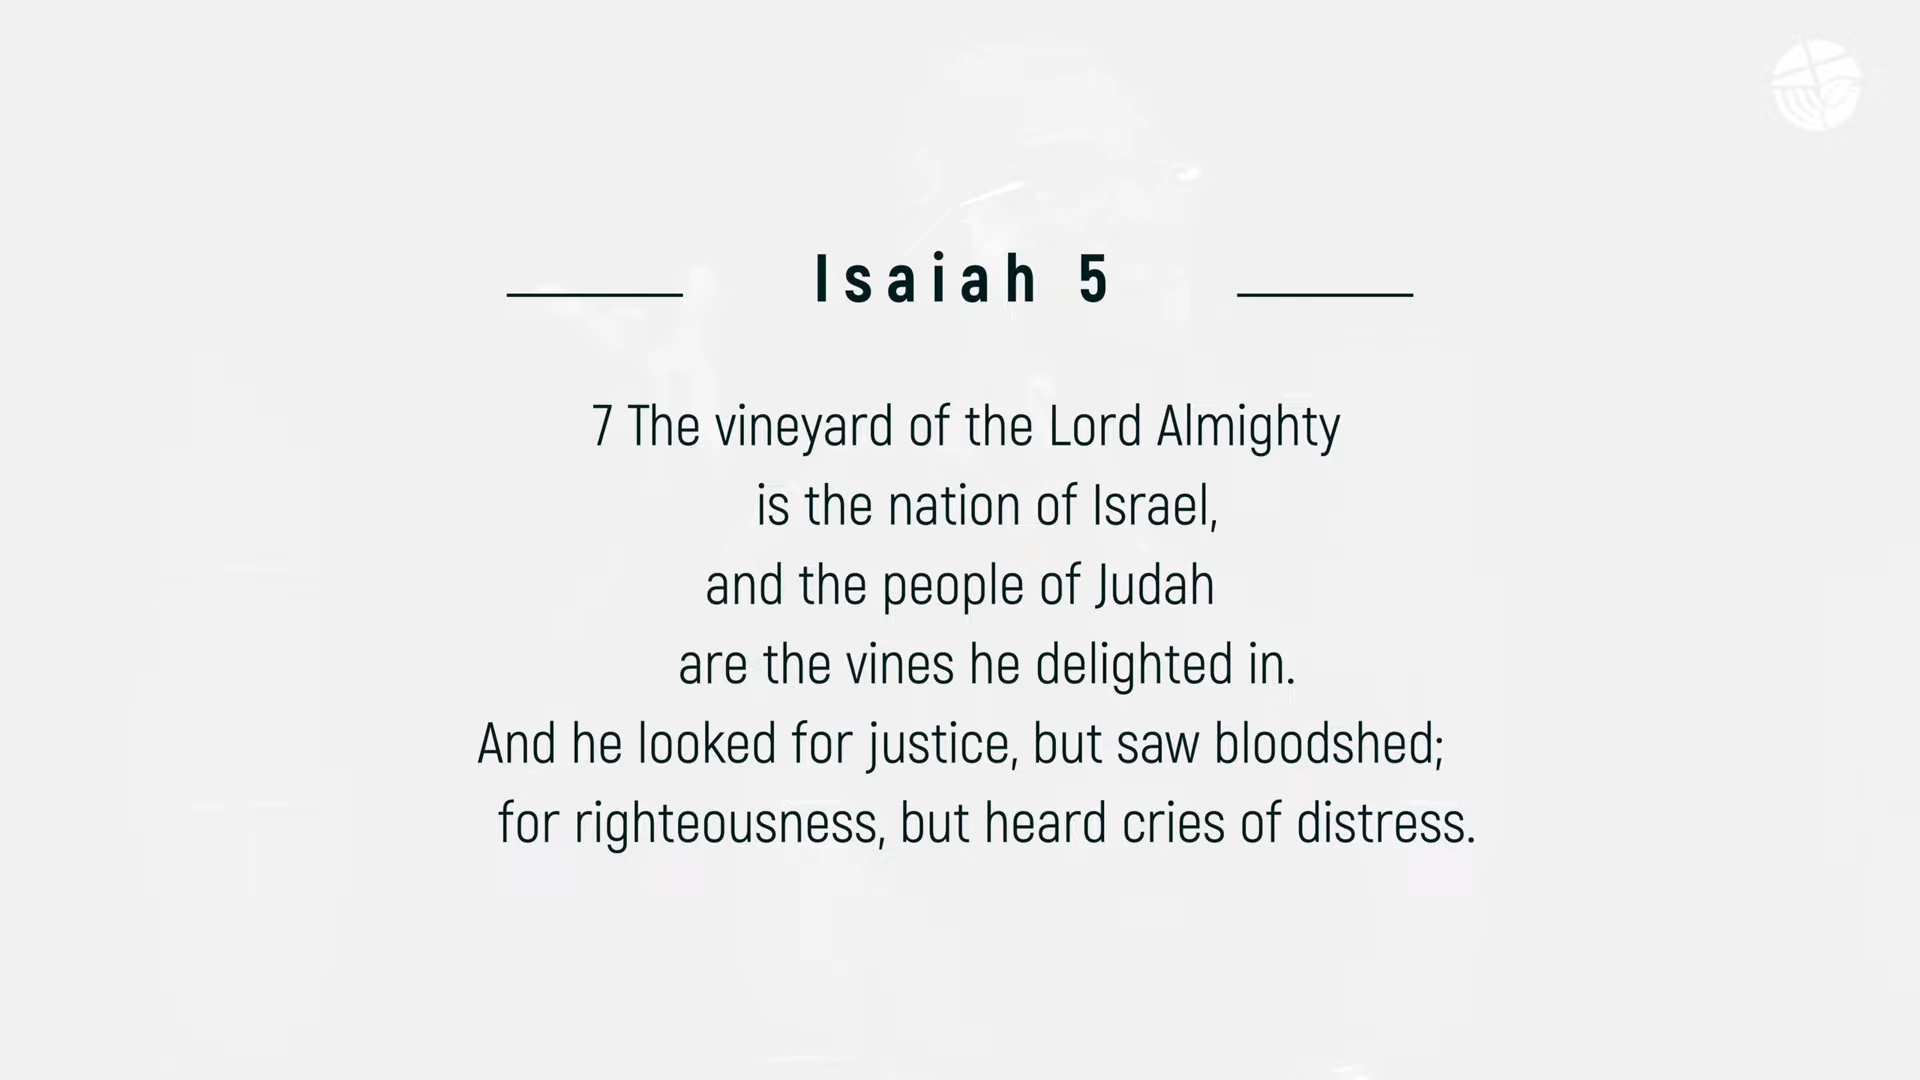 Isaiah 5
7 The vineyard of the Lord Almighty
is the nation of Israel,
and the people of Judah
are the vines he delighted in.
And he looked for justice, but saw bloodshed;
for righteousness, but heard cries of distress.